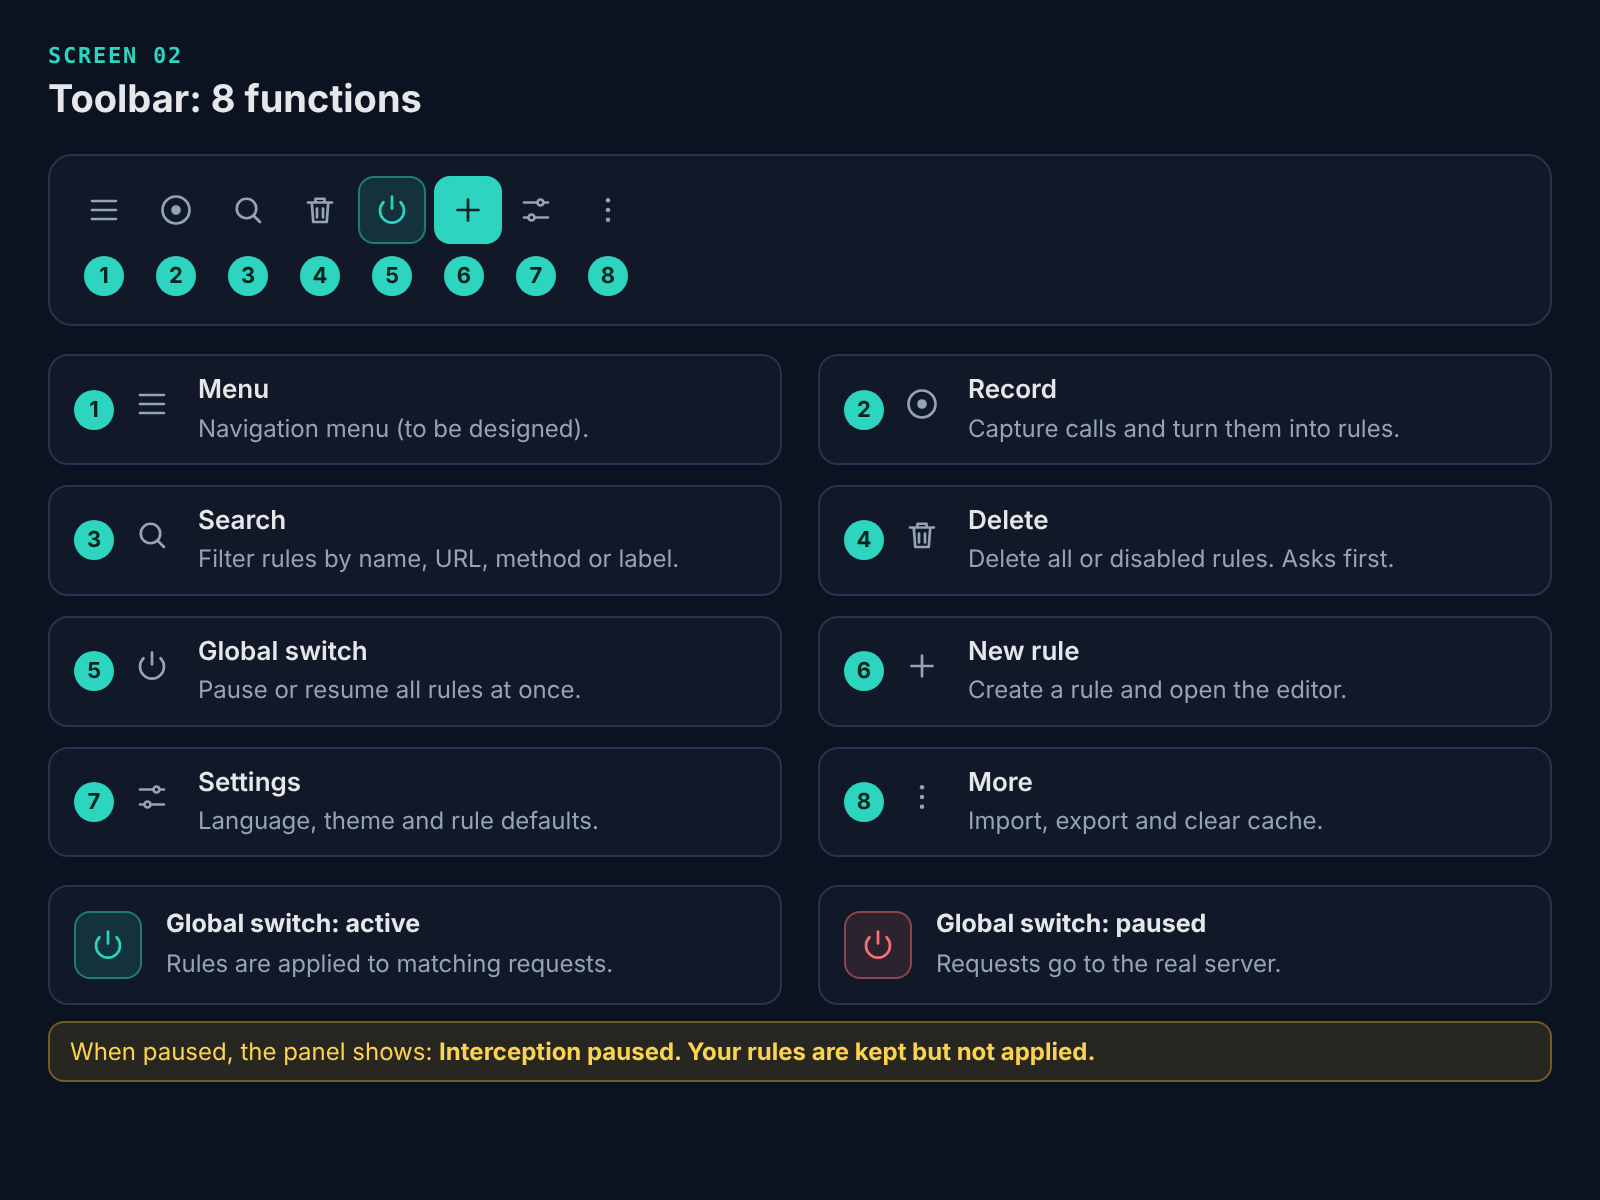 SCREEN 02
Toolbar: 8 functions
1 2 3 4 5 6 7 8
1 Menu
Navigation menu (to be designed).
2 Record
Capture calls and turn them into rules.
3 Search
Filter rules by name, URL, method or label.
4 Delete
Delete all or disabled rules. Asks first.
5 Global switch
Pause or resume all rules at once.
6 New rule
Create a rule and open the editor.
7 Settings
Language, theme and rule defaults.
8 More
Import, export and clear cache.
Global switch: active
Rules are applied to matching requests.
Global switch: paused
Requests go to the real server.
When paused, the panel shows: Interception paused. Your rules are kept but not applied.